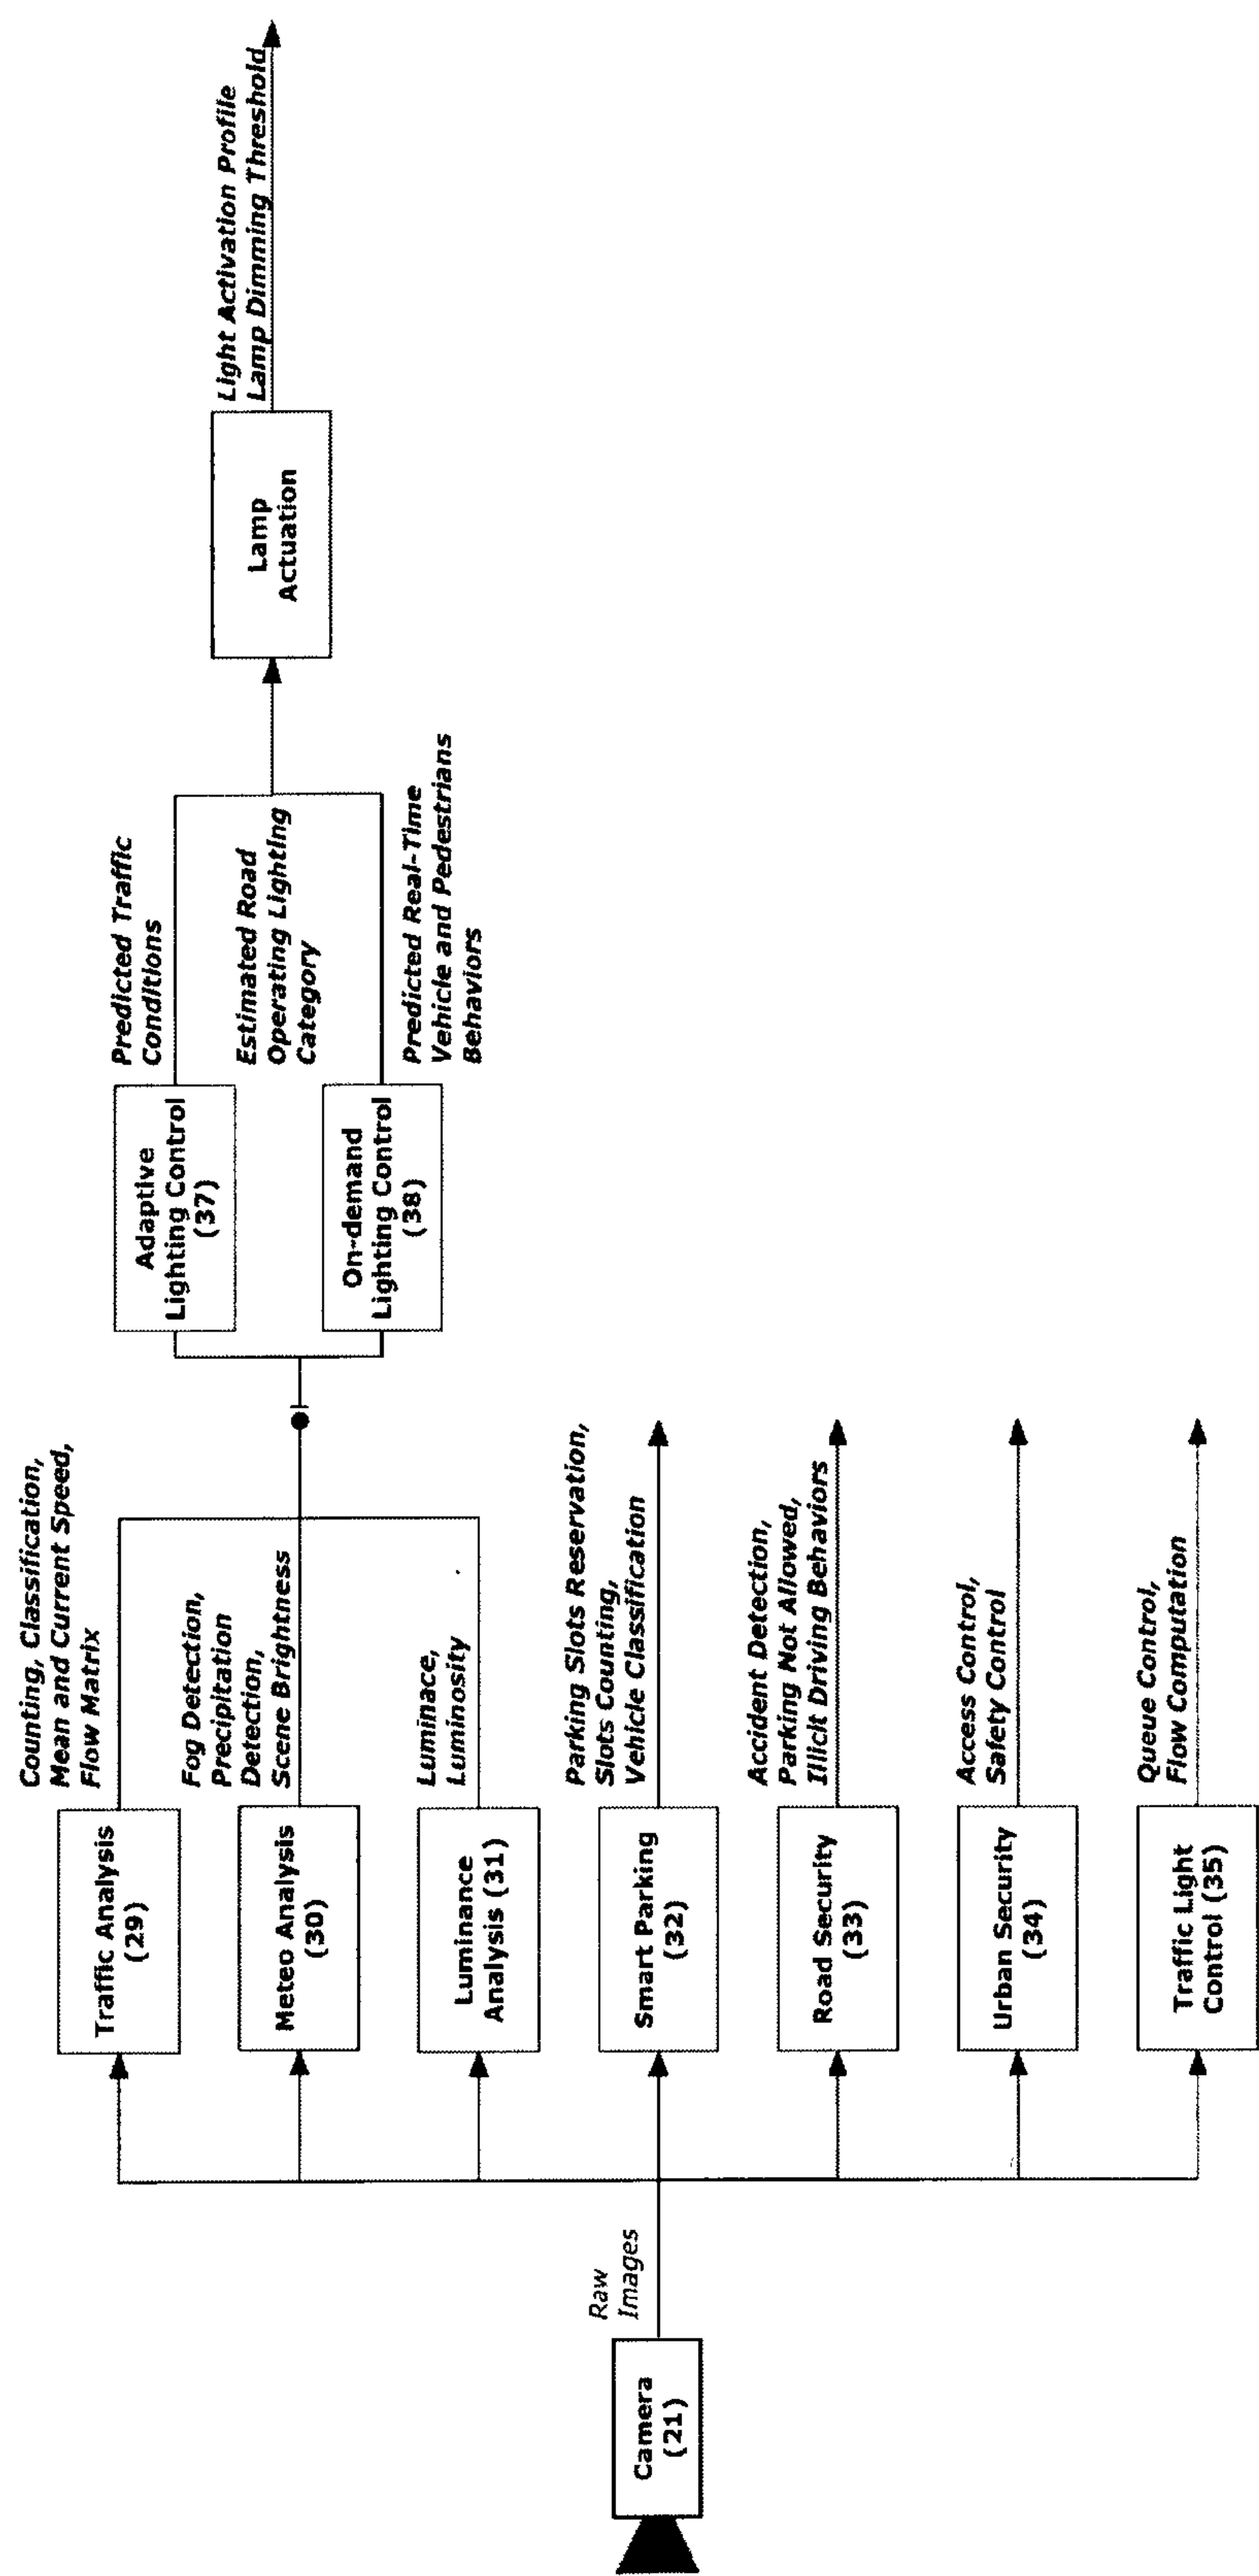 Camera
(21)
Raw
Images
Traffic Analysis
(29)
Counting, Classification,
Mean and Current Speed,
Flow Matrix
Meteo Analysis
(30)
Fog Detection,
Precipitation
Detection,
Scene Brightness
Luminance
Analysis (31)
Luminace,
Luminosity
Smart Parking
(32)
Parking Slots Reservation,
Slots Counting,
Vehicle Classification
Road Security
(33)
Accident Detection,
Parking Not Allowed,
Illicit Driving Behaviors
Urban Security
(34)
Access Control,
Safety Control
Traffic Light
Control (35)
Queue Control,
Flow Computation
Adaptive
Lighting Control
(37)
Predicted Traffic
Conditions
Estimated Road
Operating Lighting
Category
On-demand
Lighting Control
(38)
Predicted Real-Time
Vehicle and Pedestrians
Behaviors
Lamp
Actuation
Light Activation Profile
Lamp Dimming Threshold